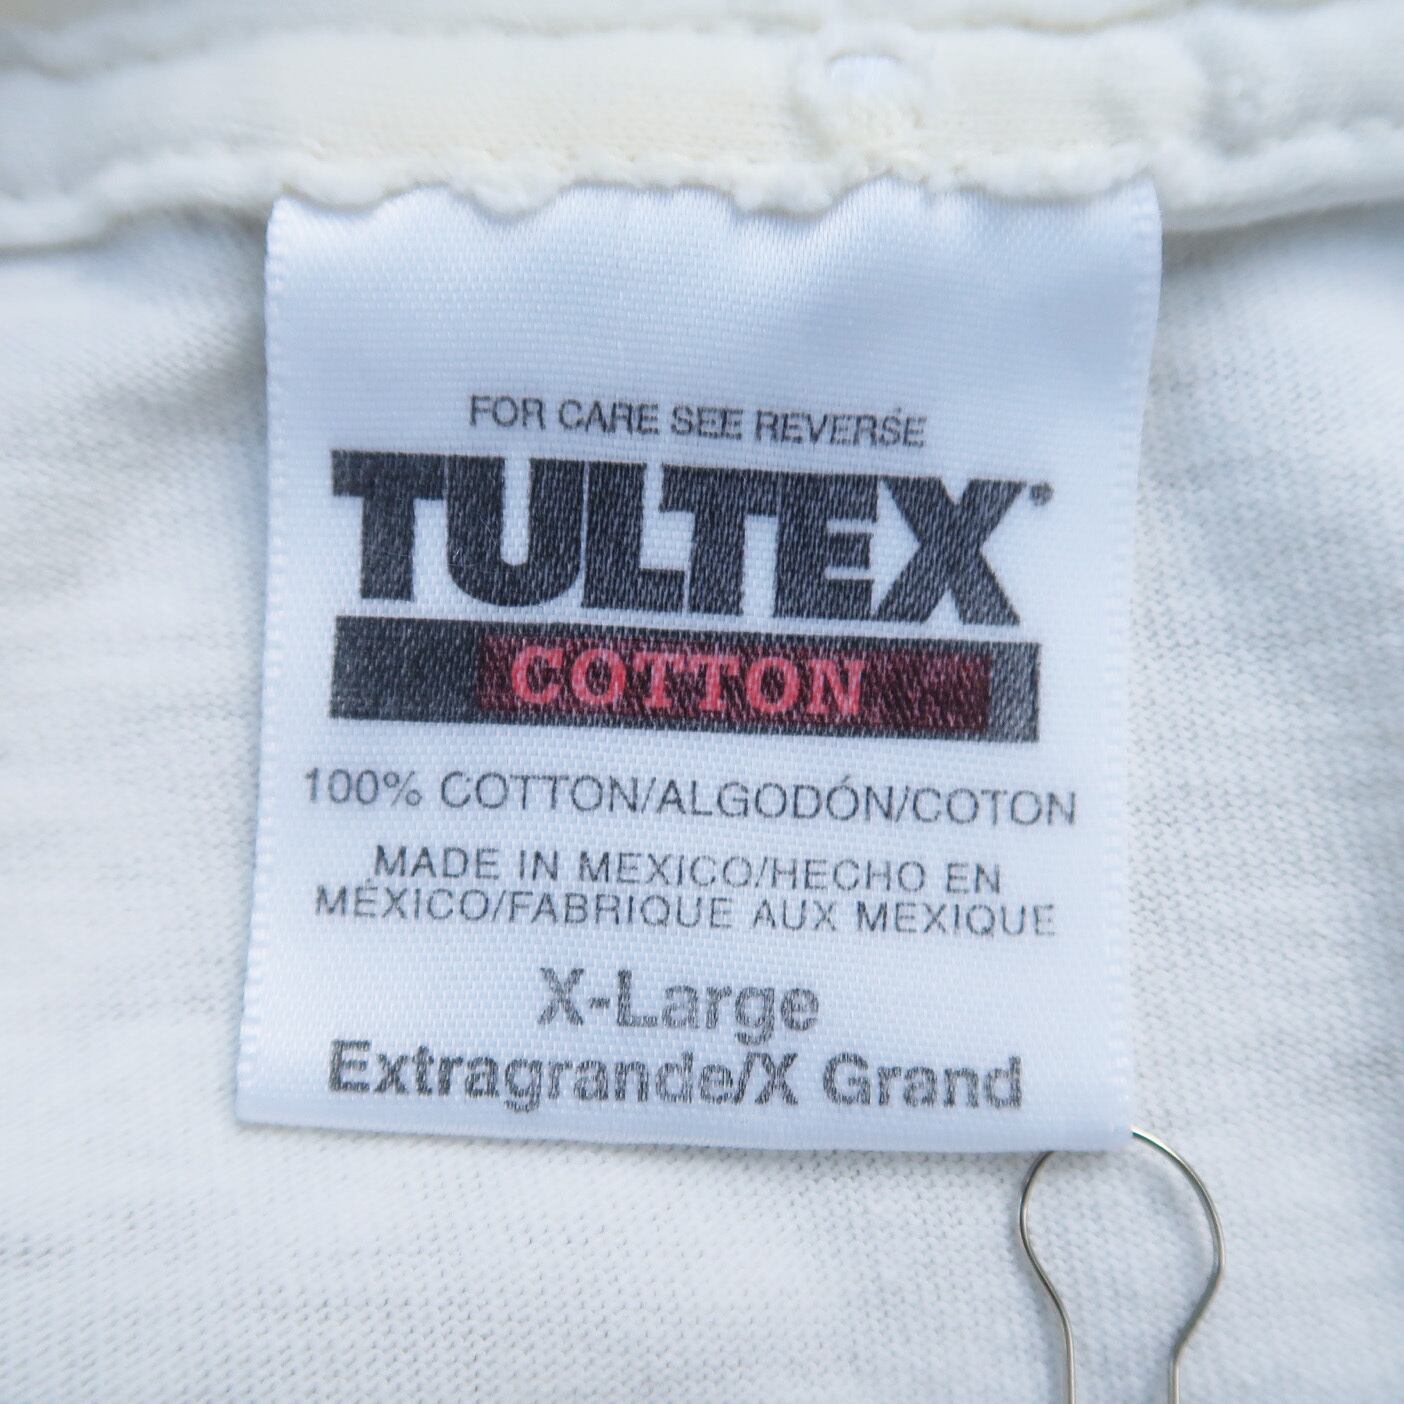 FOR CARE SEE REVERSE
TULTEX®
COTTON
100% COTTON/ALGODÓN/COTON
MADE IN MEXICO/HECHO EN
MÉXICO/FABRIQUE AUX MEXIQUE
X-Large
Extragrande/X Grand